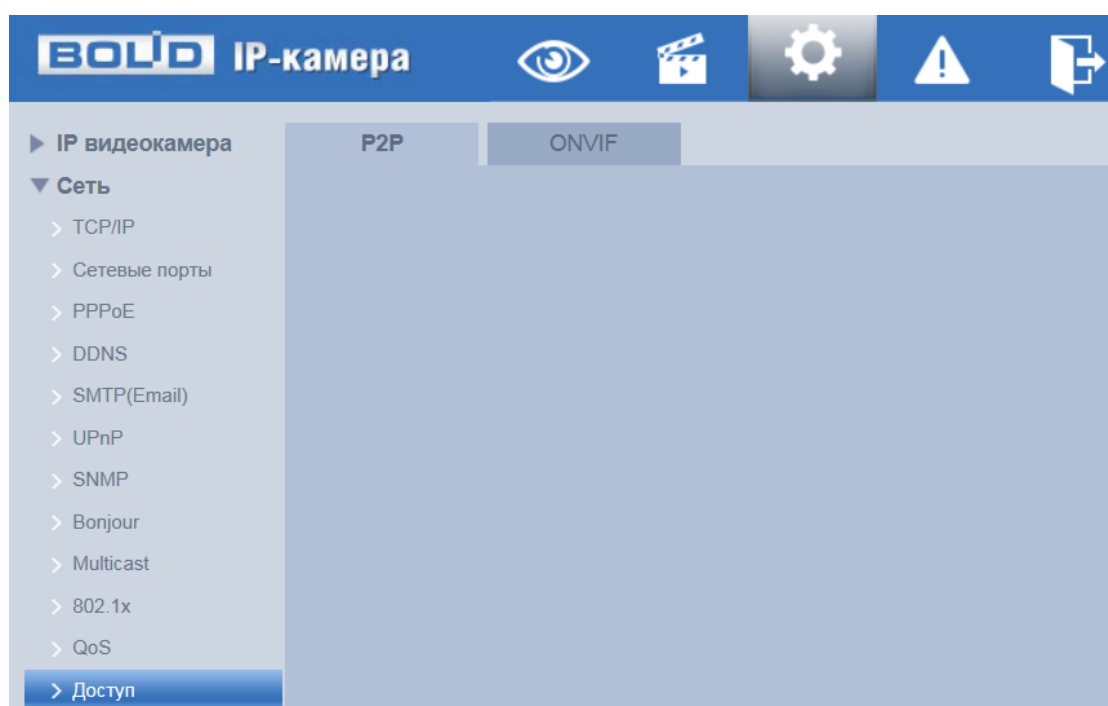 BOLID IP-камера
IP видеокамера
P2P
ONVIF
Сеть
TCP/IP
Сетевые порты
PPPoE
DDNS
SMTP(Email)
UPnP
SNMP
Bonjour
Multicast
802.1x
QoS
Доступ